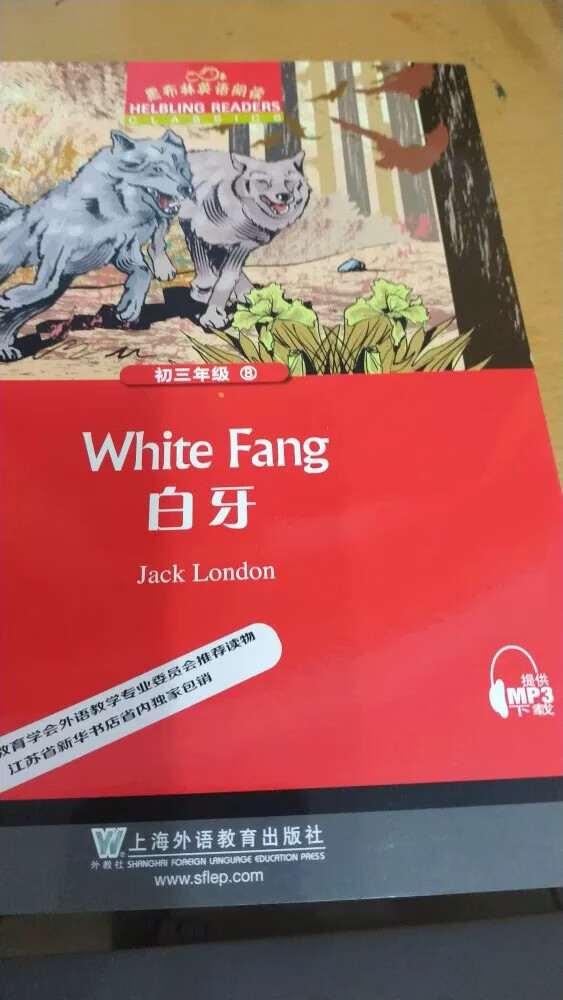 黑布林英语阅读
HELBLING READERS
CLASSICS
初三年级 ⑧
White Fang
白牙
Jack London
教育学会外语教学专业委员会推荐读物
江苏省新华书店省内独家包销
提供
MP3
下载
W
外教社
上海外语教育出版社
SHANGHAI FOREIGN LANGUAGE EDUCATION PRESS
www.sflep.com